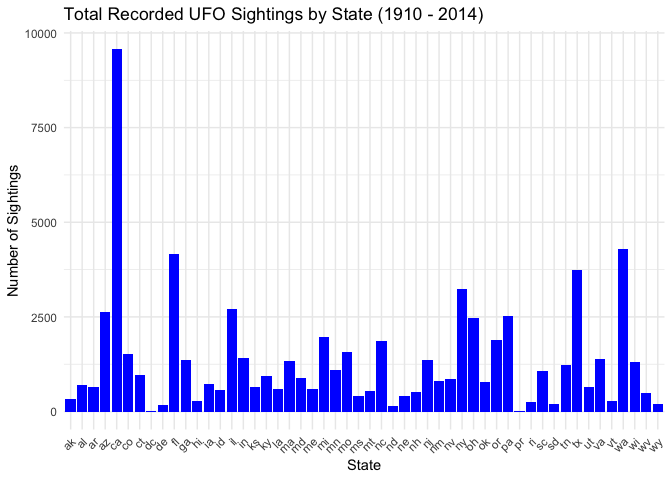 Total Recorded UFO Sightings by State (1910 - 2014)
10000
7500
5000
2500
0
Number of Sightings
ak al ar az ca co ct dc de fl ga hi ia id il in ks ky la ma md me mi mn mo ms mt nc nd ne nh nj nm nv ny oh ok or pa pr ri sc sd tn tx ut va vt wa wi wv wy
State